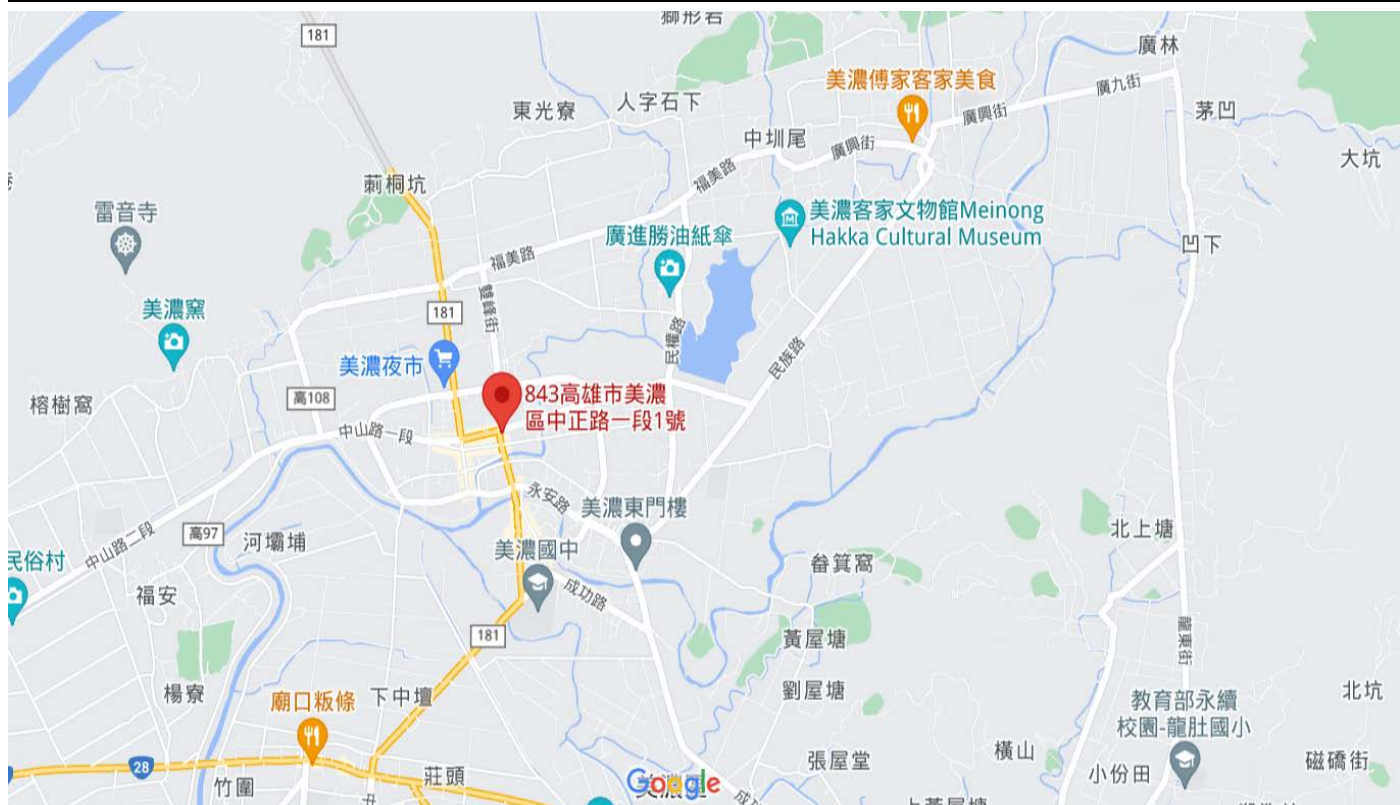 獅形若
181
廣林
美濃傅家客家美食
廣九街
人字石下
東光寮
廣興街
茅凹
中圳尾
廣興街
大坑
莿桐坑
福美路
雷音寺
美濃客家文物館Meinong
Hakka Cultural Museum
廣進勝油紙傘
凹下
福美路
美濃窯
181
雙峰街
民權路
民族路
美濃夜市
843高雄市美濃
區中正路一段1號
榕樹窩
高108
中山路一段
永安路
美濃東門樓
中山路二段
高97
河壩埔
美濃國中
北上塘
民俗村
畚箕窩
福安
成功路
181
黃屋塘
龍東街
楊寮
下中壇
劉屋塘
北坑
廟口粄條
教育部永續
校園-龍肚國小
28
莊頭
張屋堂
橫山
小份田
磁磚街
竹圍
Google